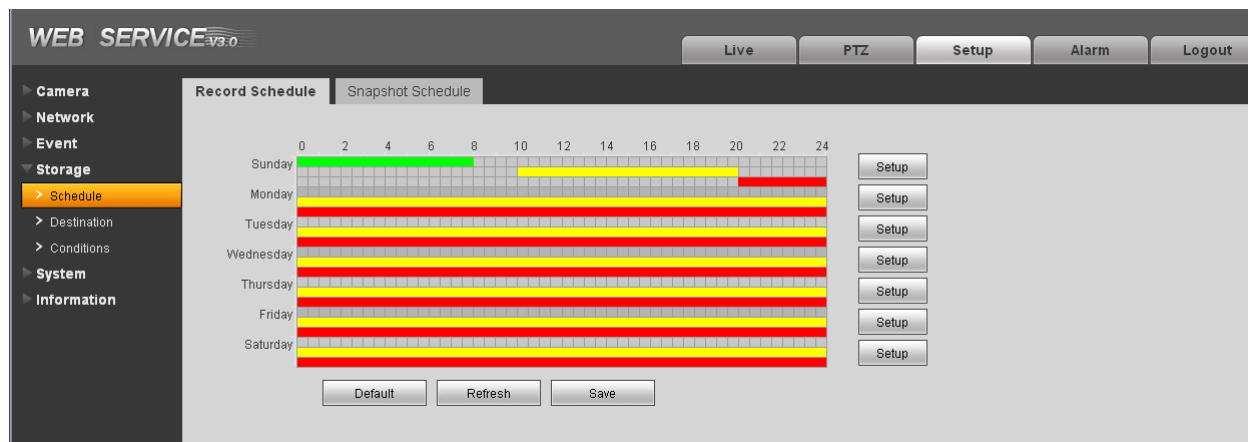 WEB SERVICE V3.0
Live PTZ Setup Alarm Logout
Camera
Network
Event
Storage
> Schedule
> Destination
> Conditions
System
Information
Record Schedule Snapshot Schedule
0 2 4 6 8 10 12 14 16 18 20 22 24
Sunday Setup
Monday Setup
Tuesday Setup
Wednesday Setup
Thursday Setup
Friday Setup
Saturday Setup
Default Refresh Save